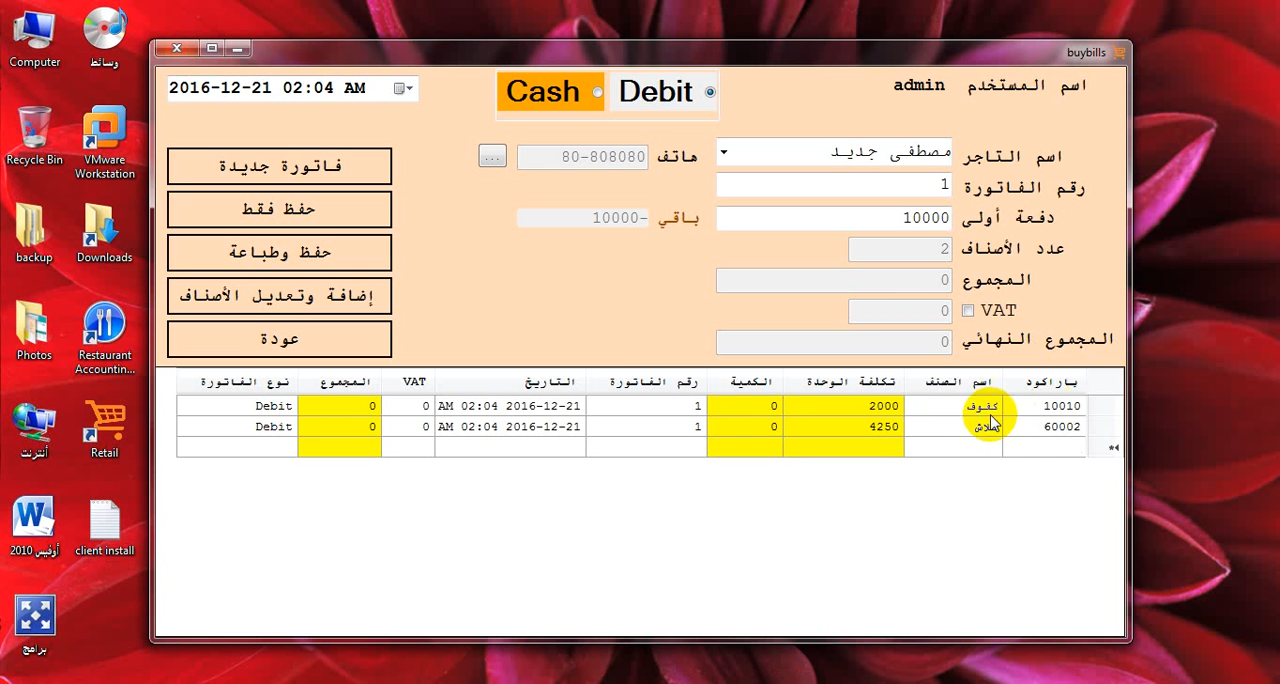 buybills
اسم المستخدم admin
Cash Debit
2016-12-21 02:04 AM
اسم التاجر مصطفى جديد
هاتف 80-808080 ...
رقم الفاتورة 1
دفعة أولى 10000
باقي -10000
عدد الأصناف 2
المجموع 0
VAT 0
المجموع النهائي 0
فاتورة جديدة
حفظ فقط
حفظ وطباعة
إضافة وتعديل الأصناف
عودة
باراكود اسم الصنف تكلفة الوحدة الكمية رقم الفاتورة التاريخ VAT المجموع نوع الفاتورة
10010 كفوف 2000 0 1 2016-12-21 02:04 AM 0 0 Debit
60002 4250 0 1 2016-12-21 02:04 AM 0 0 Debit
Computer
وسائط
Recycle Bin
VMware Workstation
backup
Downloads
Photos
Restaurant Accountin...
أنترنت
Retail
أوفيس 2010
client install
برامج